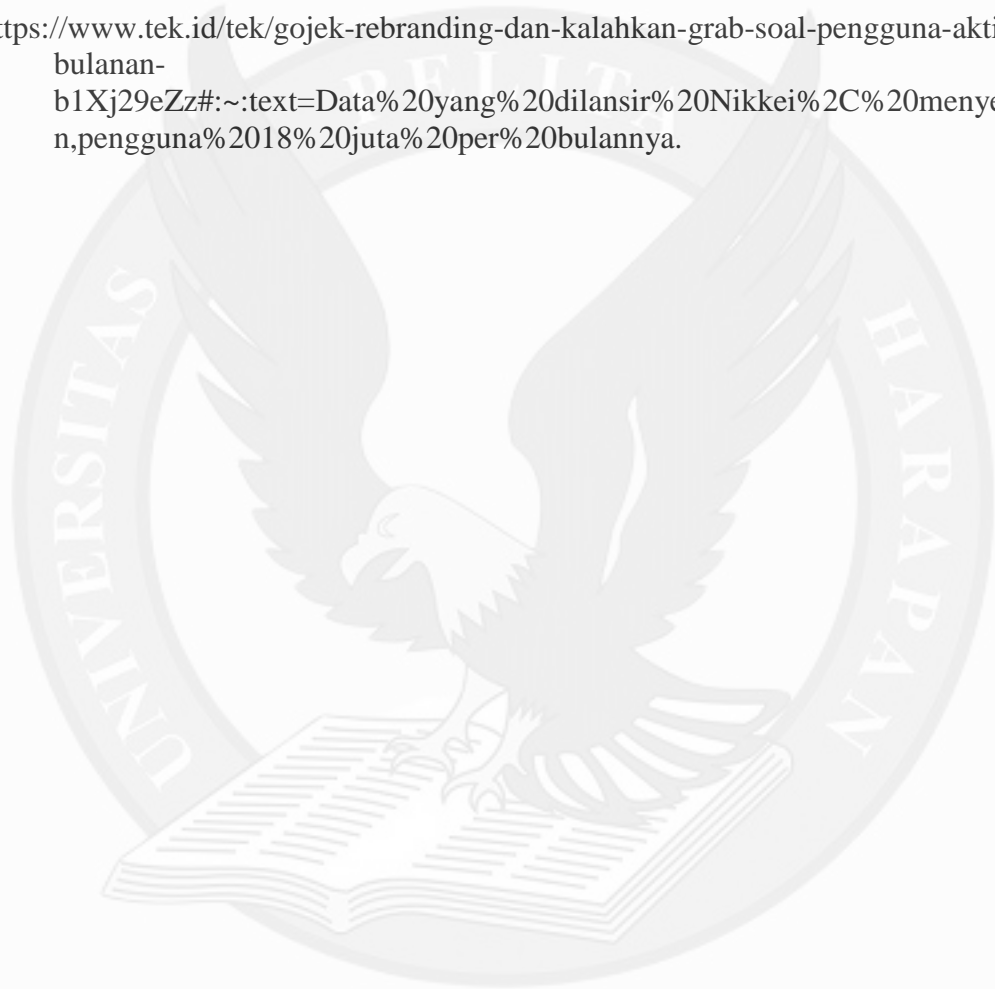 ttps://www.tek.id/tek/gojek-rebranding-dan-kalahkan-grab-soal-pengguna-akti
bulanan-
b1Xj29eZz#:~:text=Data%20yang%20dilansir%20Nikkei%2C%20menye
n,pengguna%2018%20juta%20per%20bulannya.
UNIVERSITAS PELITA HARAPAN